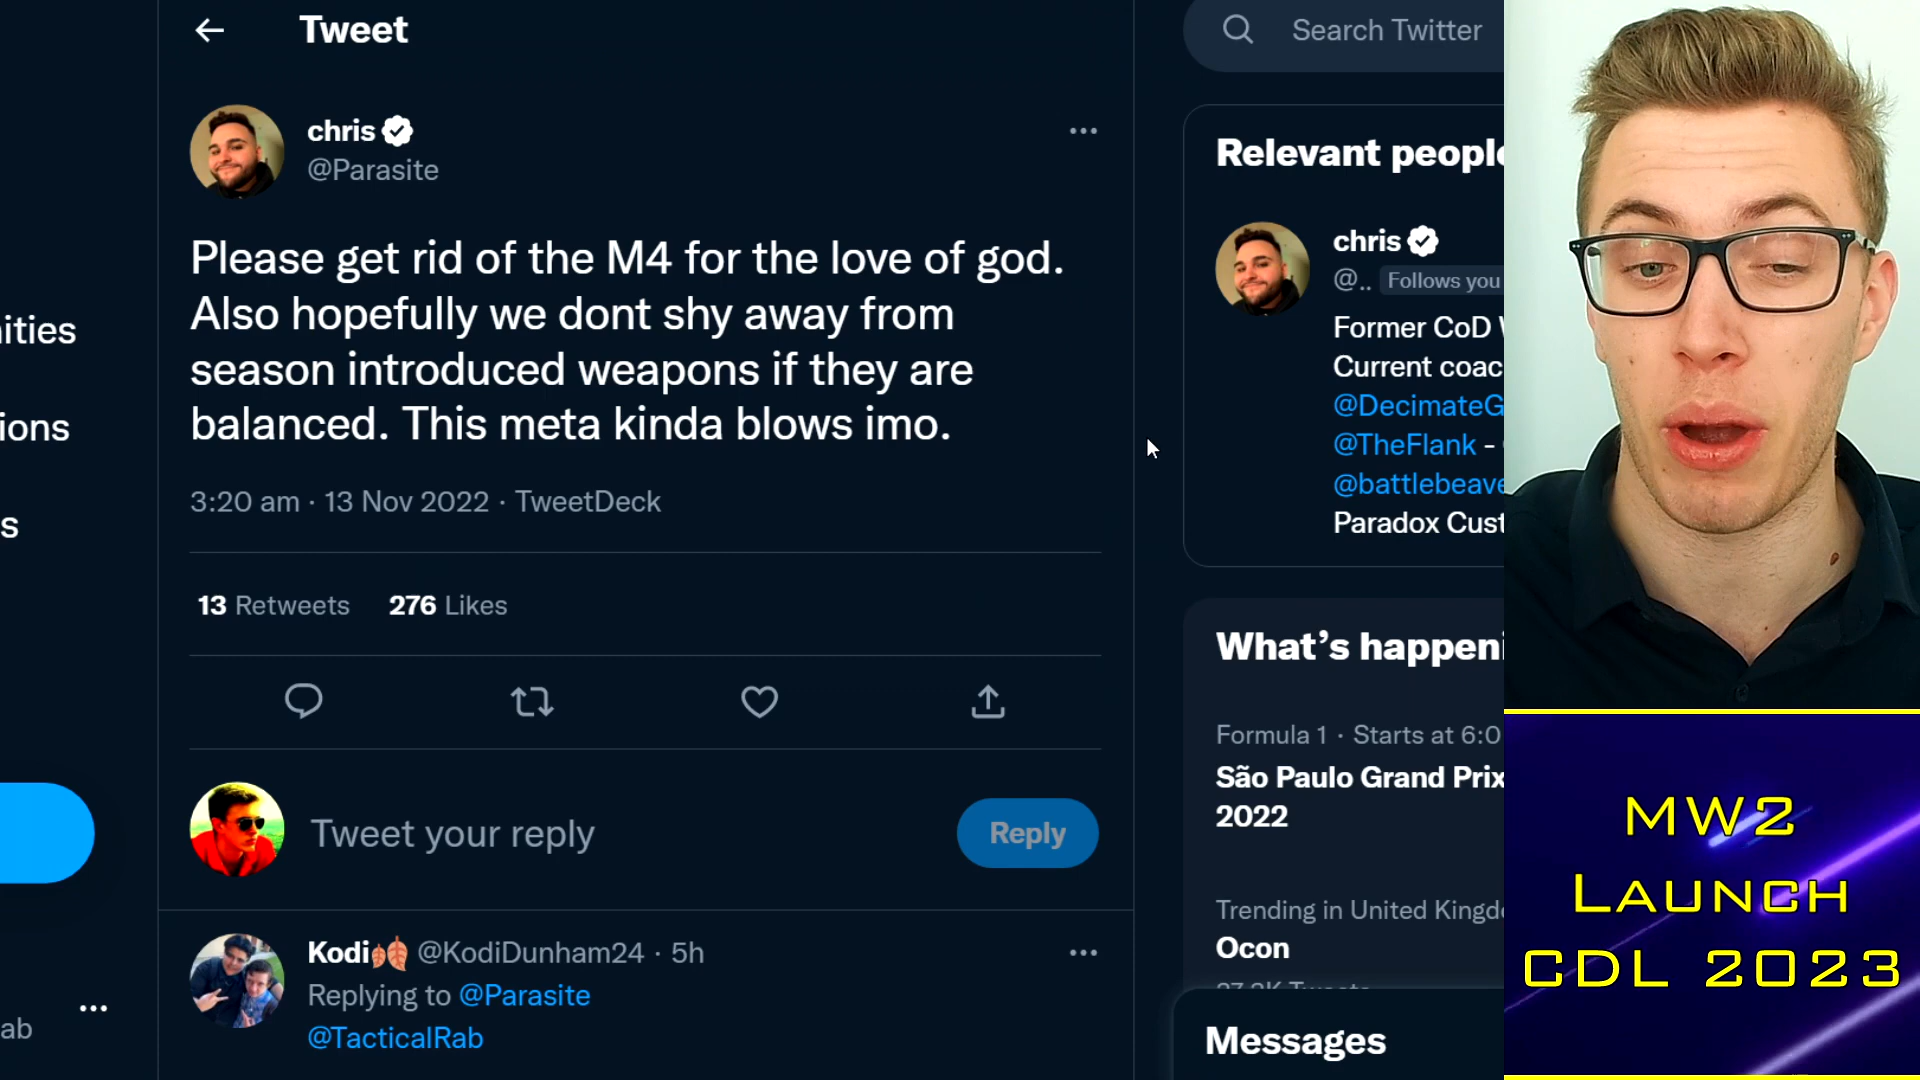 Tweet
Search Twitter
chris
@Parasite
Please get rid of the M4 for the love of god.
Also hopefully we dont shy away from
season introduced weapons if they are
balanced. This meta kinda blows imo.
3:20 am · 13 Nov 2022 · TweetDeck
13 Retweets 276 Likes
Tweet your reply
Reply
Kodi @KodiDunham24 · 5h
Replying to @Parasite
@TacticalRab
ities
ions
s
ab
Relevant people
chris
@.. Follows you
Former CoD
Current coac
@DecimateG
@TheFlank -
@battlebeave
Paradox Cust
What's happeni
Formula 1 · Starts at 6:0
São Paulo Grand Prix
2022
Trending in United Kingdo
Ocon
Messages
MW2
LAUNCH
CDL 2023